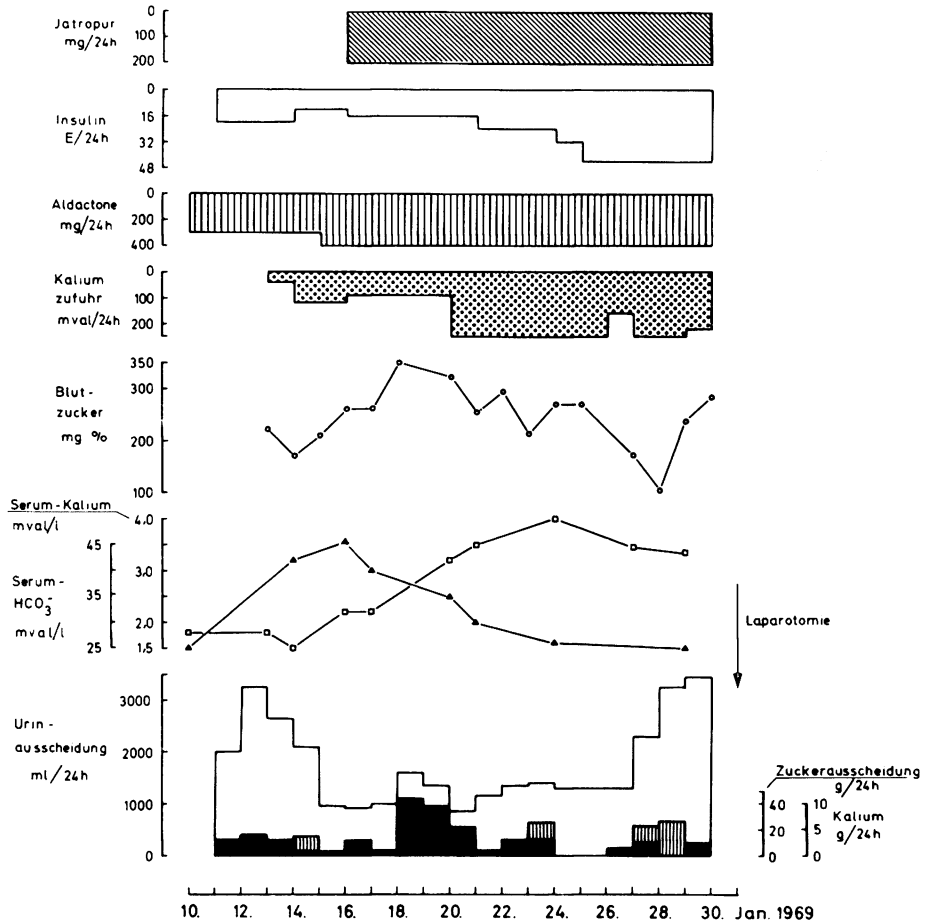 Jatropur
mg/24h
0
100
200
Insulin
E/24h
0
16
32
48
Aldactone
mg/24h
0
200
400
Kalium
zufuhr
mval/24h
0
100
200
Blut-
zucker
mg %
350
300
200
100
Serum-Kalium
mval/l
4.0
3.0
2.0
1.5
45
35
25
Serum-
HCO₃⁻
mval/l
Laparotomie
Urin-
ausscheidung
ml/24h
3000
2000
1000
0
Zuckerausscheidung
g/24h
40
20
0
10
5
0
Kalium
g/24h
10. 12. 14. 16. 18. 20. 22. 24. 26. 28. 30. Jan. 1969